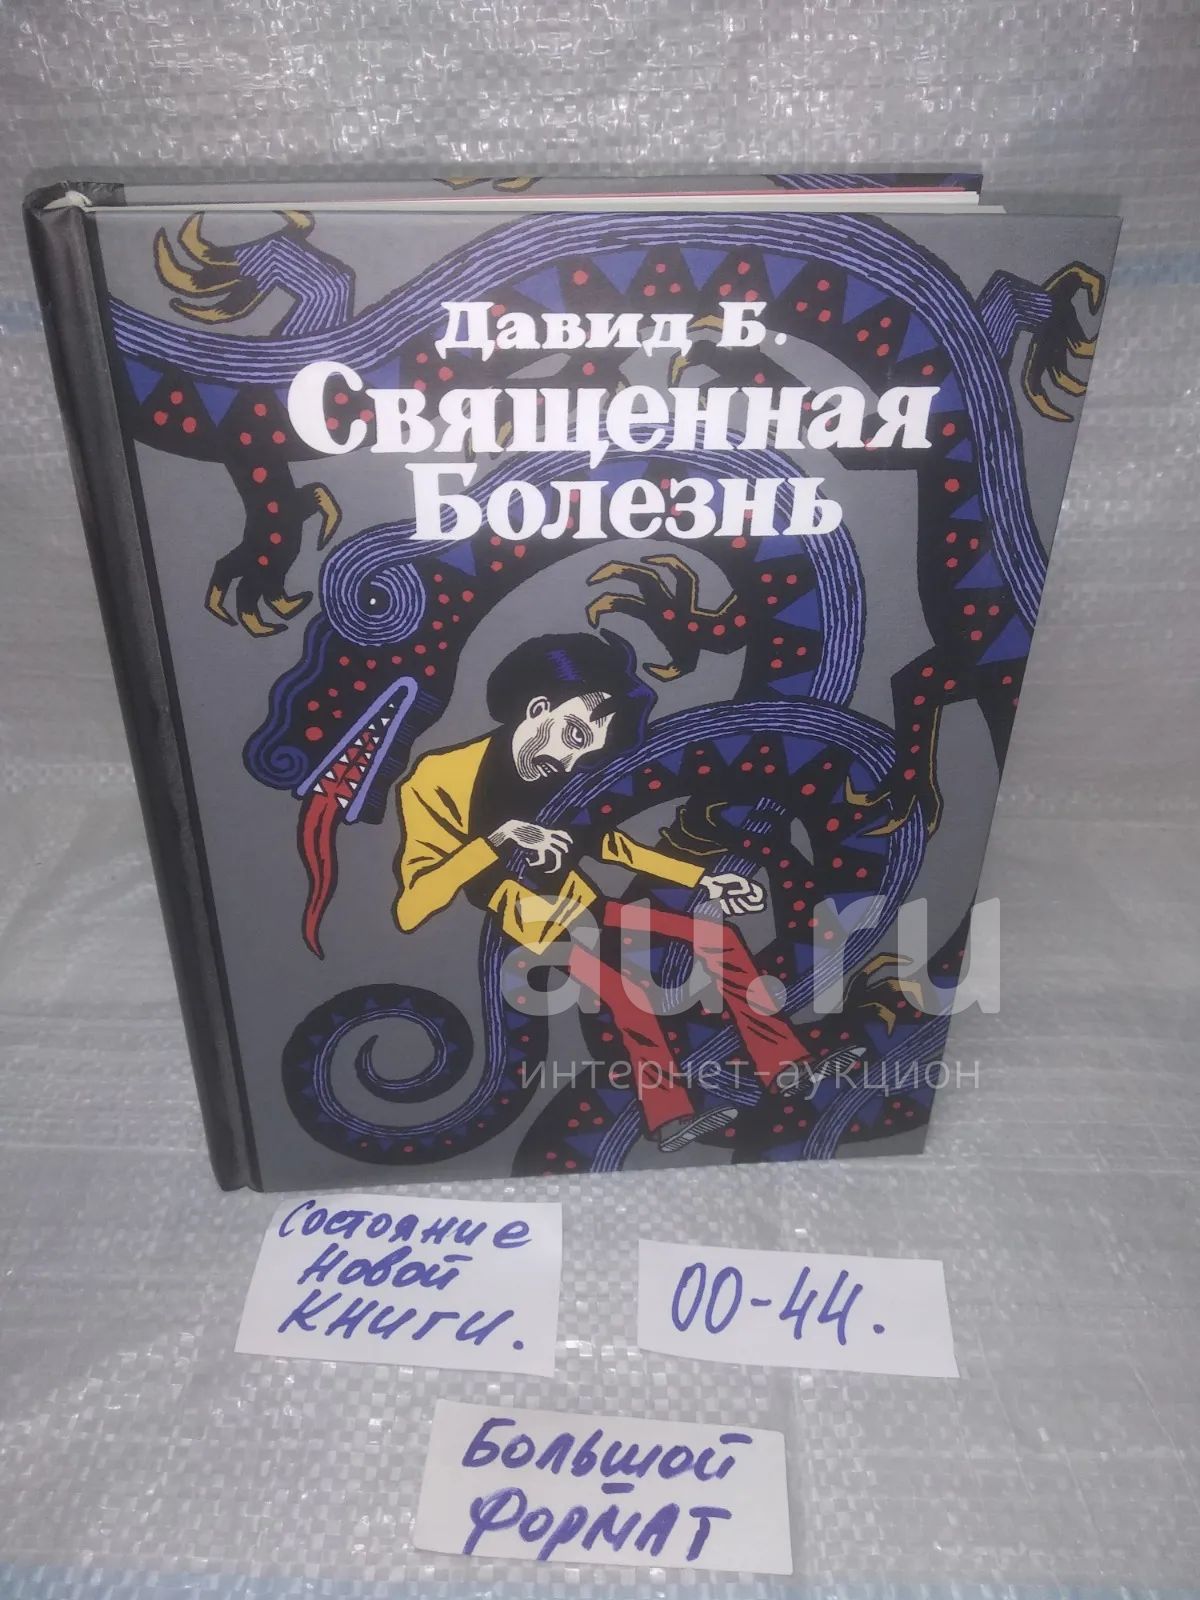 Давид Б.
Священная
Болезнь
au.ru
интернет-аукцион
Состояние
Новой
Книги.
00-44.
Большой
Формат